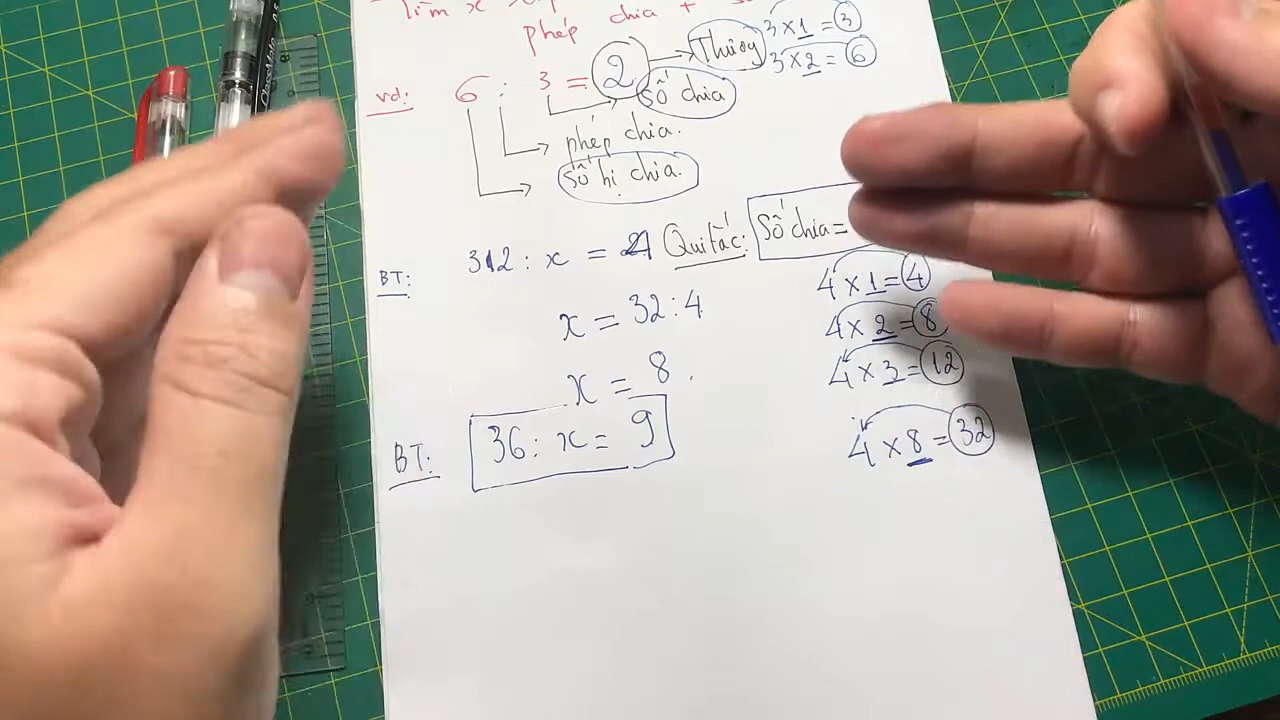 Tìm x
phép chia +
3 x 1 = 3
3 x 2 = 6
vd: 6 : 3 = 2 Thương
Số chia
phép chia.
Số bị chia.
Qui tắc: Số chia =
BT: 312 : x =
x = 32 : 4
x = 8.
4 x 1 = 4
4 x 2 = 8
4 x 3 = 12
4 x 8 = 32
BT: 36 : x = 9